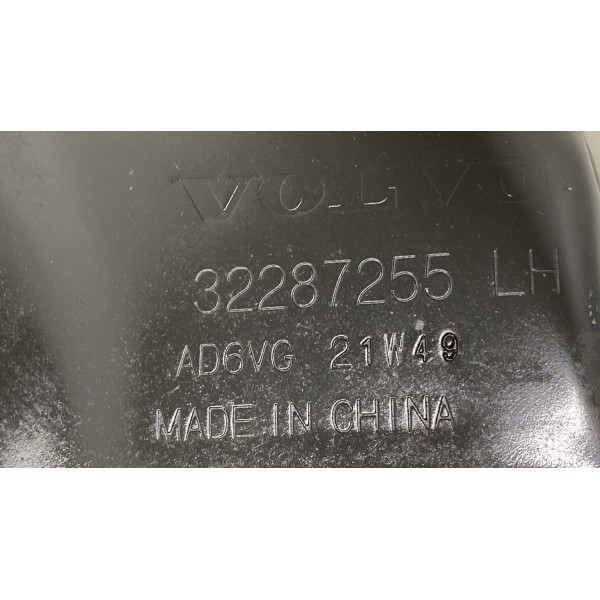 VOLVO
32287255 LH
AD6VG 21W49
MADE IN CHINA